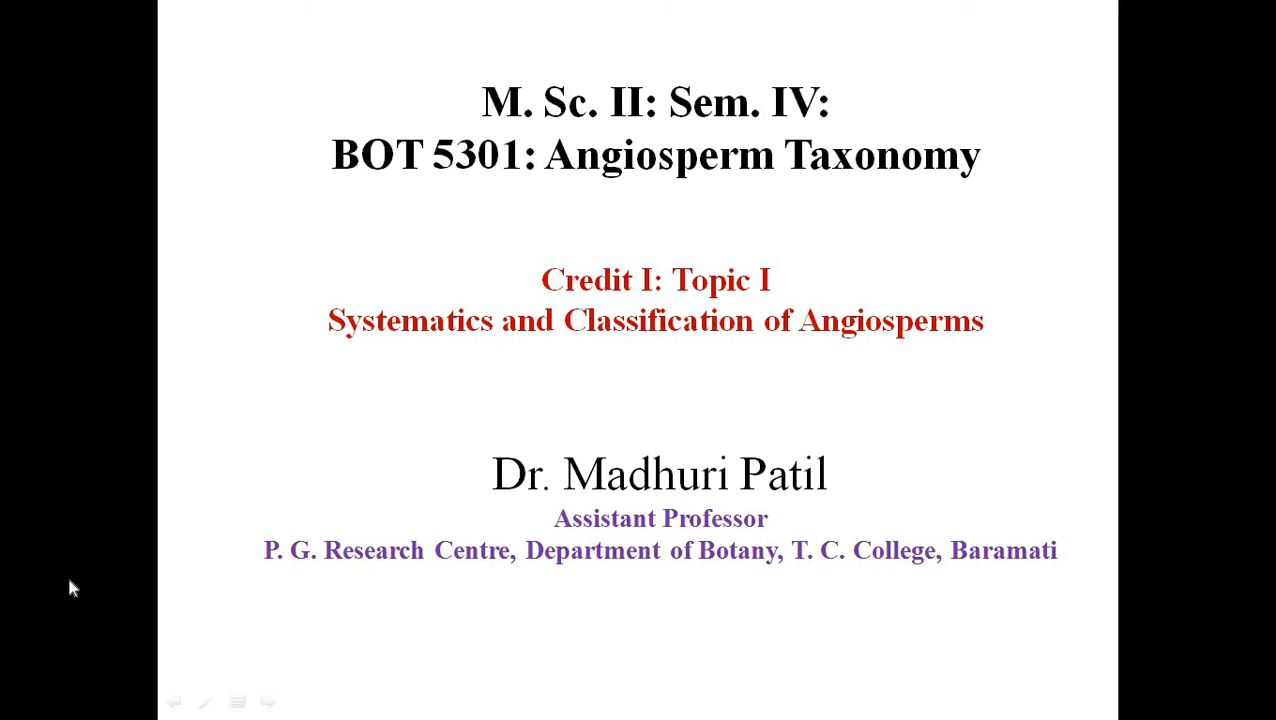 M. Sc. II: Sem. IV:
BOT 5301: Angiosperm Taxonomy
Credit I: Topic I
Systematics and Classification of Angiosperms
Dr. Madhuri Patil
Assistant Professor
P. G. Research Centre, Department of Botany, T. C. College, Baramati